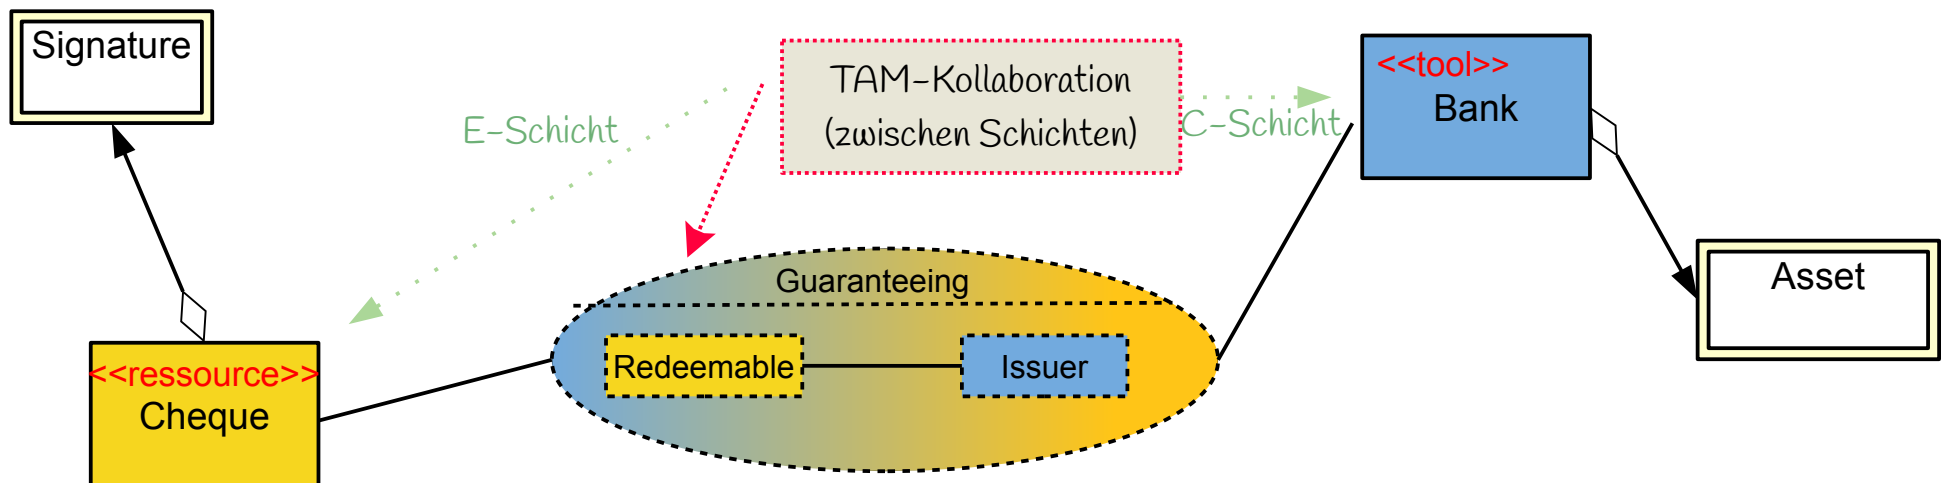 Signature
TAM-Kollaboration
(zwischen Schichten)
<<tool>>
Bank
E-Schicht
C-Schicht
Guaranteeing
Asset
Redeemable
Issuer
<<ressource>>
Cheque